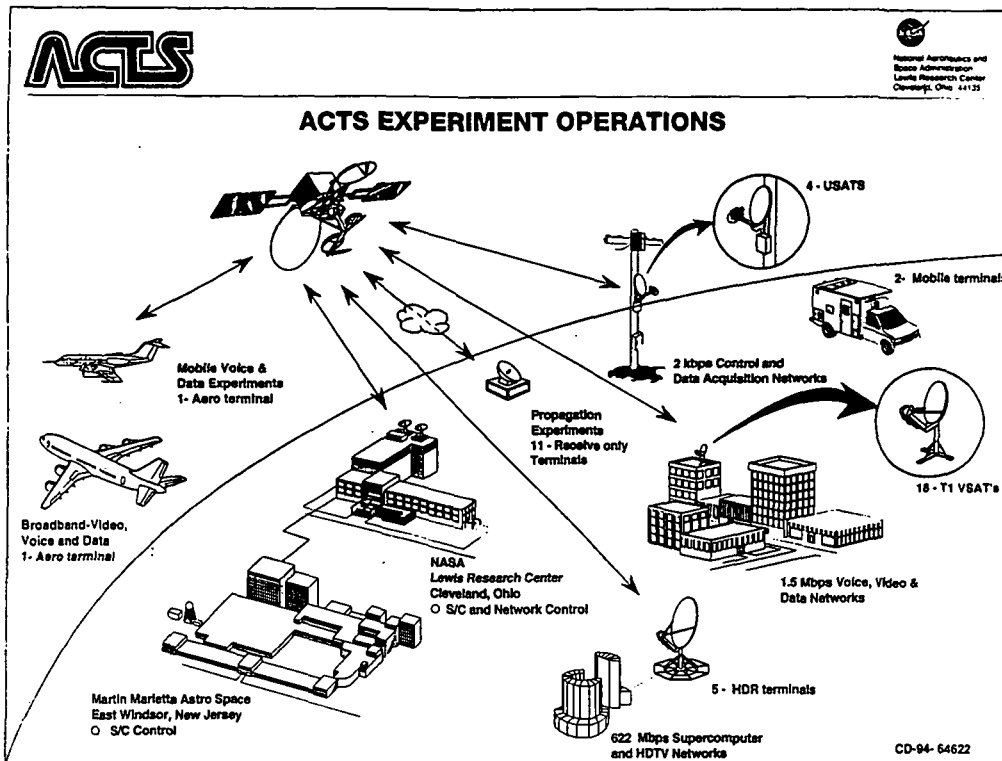 ACTS
NASA
National Aeronautics and
Space Administration
Lewis Research Center
Cleveland, Ohio 44135
ACTS EXPERIMENT OPERATIONS
4 - USATS
2- Mobile terminals
Mobile Voice &
Data Experiments
1- Aero terminal
2 kbps Control and
Data Acquisition Networks
Propagation
Experiments
11 - Receive only
Terminals
18 - T1 VSAT's
Broadband-Video,
Voice and Data
1- Aero terminal
NASA
Lewis Research Center
Cleveland, Ohio
O S/C and Network Control
1.5 Mbps Voice, Video &
Data Networks
Martin Marietta Astro Space
East Windsor, New Jersey
O S/C Control
5 - HDR terminals
622 Mbps Supercomputer
and HDTV Networks
CD-94- 64622